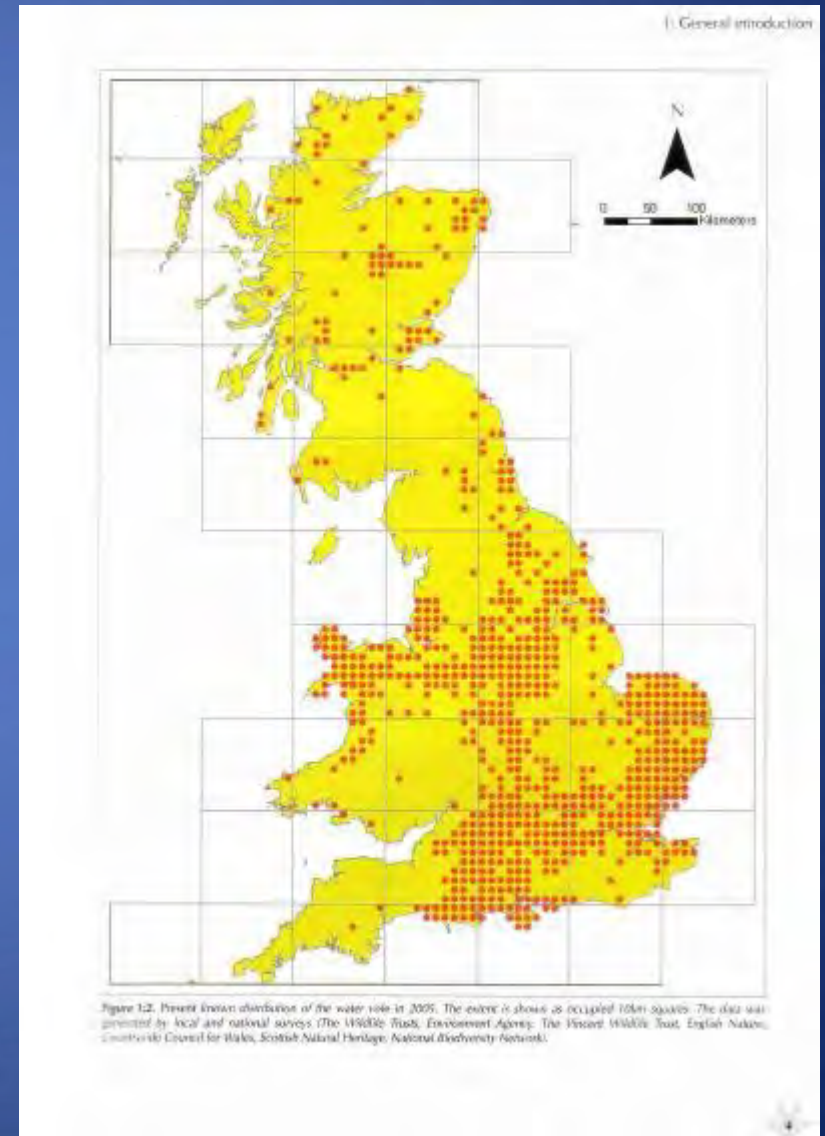 1: General introduction
N
0 50 100
Kilometers
Figure 1.2. Present known distribution of the water vole in 2005. The extent is shown as occupied 10km squares. The data was
generated by local and national surveys (The Wildlife Trusts, Environment Agency, The Vincent Wildlife Trust, English Nature,
Countryside Council for Wales, Scottish Natural Heritage, National Biodiversity Network).
4